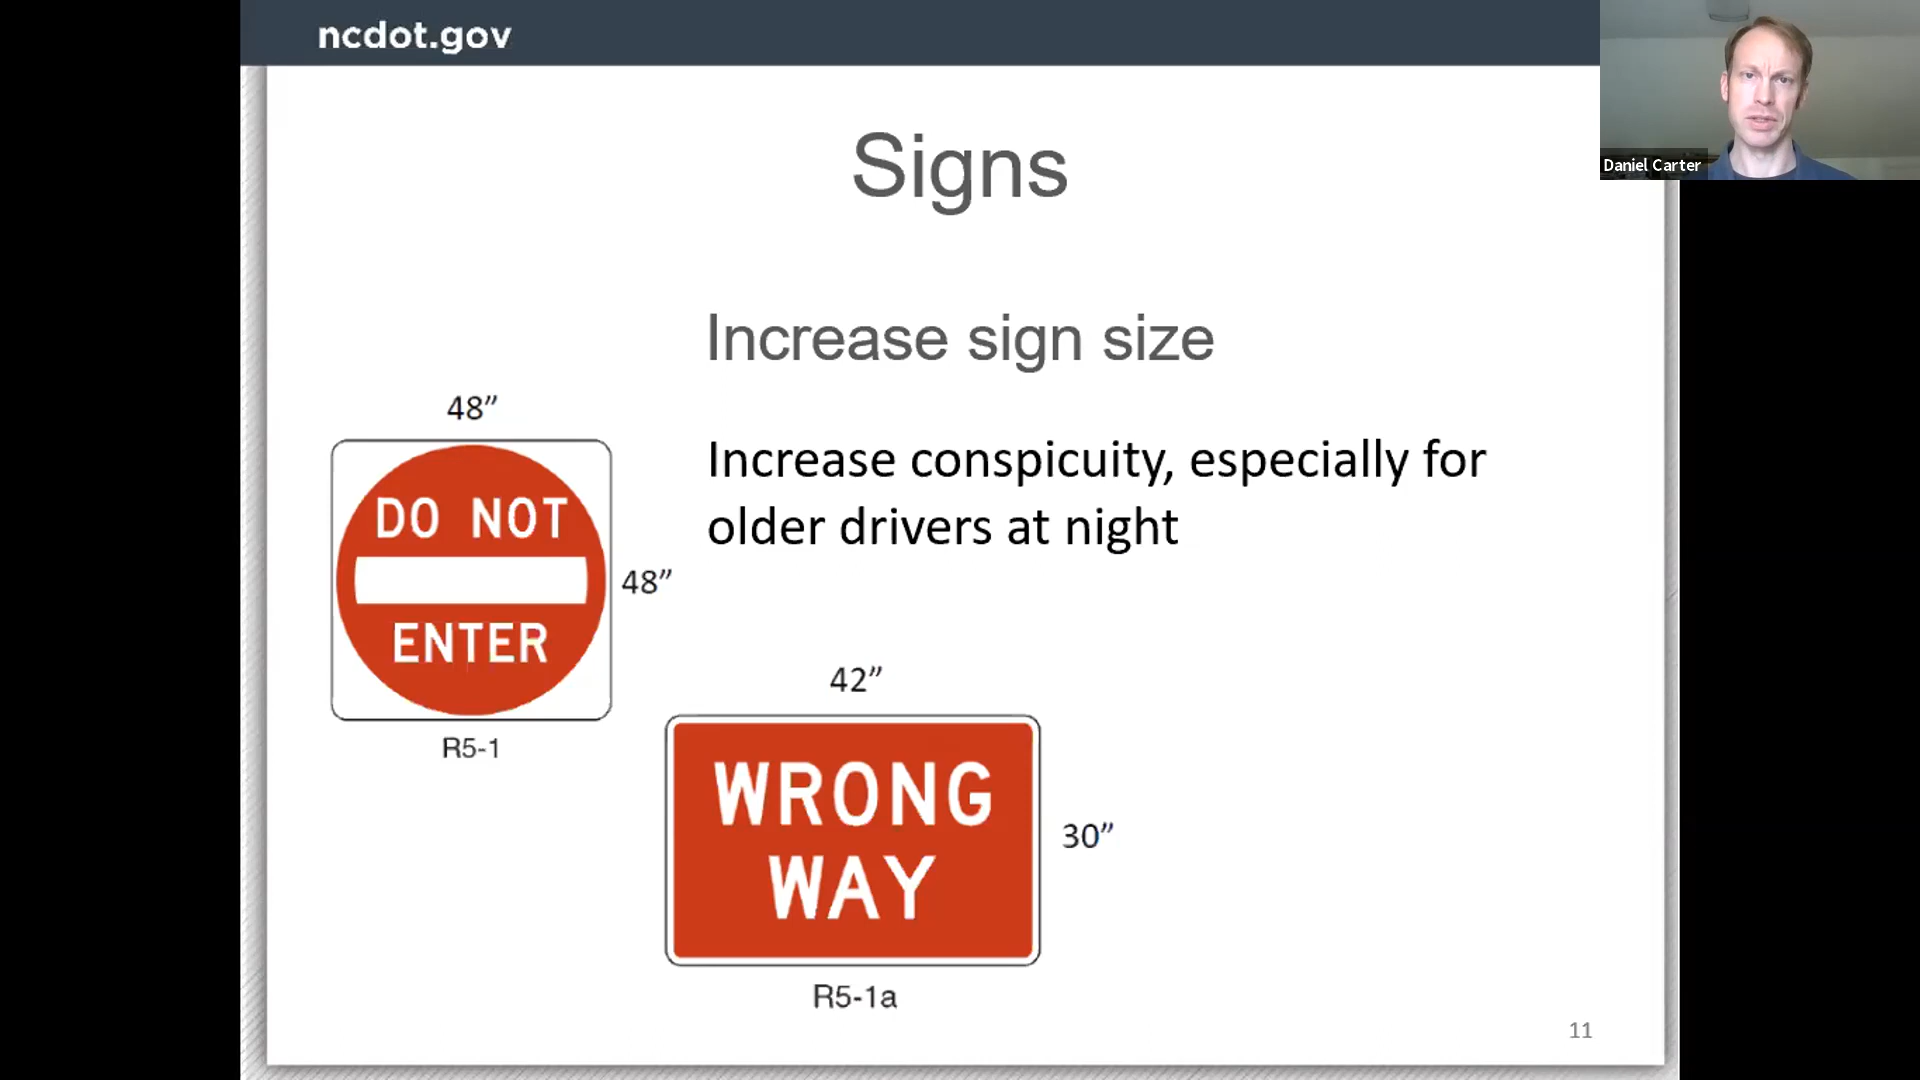 ncdot.gov
Daniel Carter
Signs
Increase sign size
48”
Increase conspicuity, especially for
older drivers at night
DO NOT
ENTER
48”
R5-1
42”
WRONG
WAY
30”
R5-1a
11